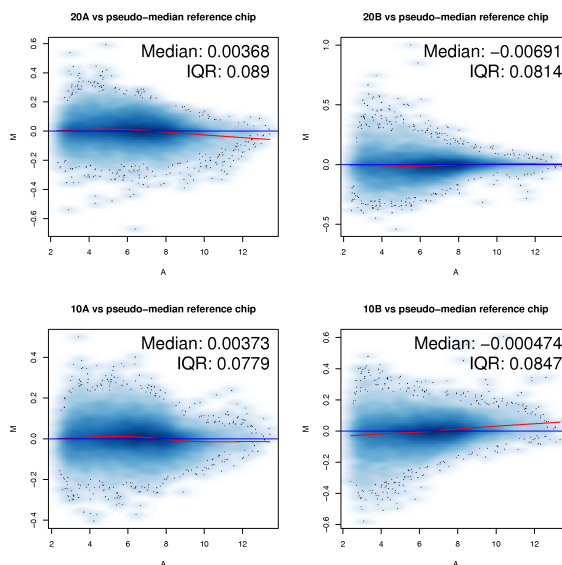 20A vs pseudo−median reference chip
Median: 0.00368
IQR: 0.089
M
0.6
0.4
0.2
0.0
−0.2
−0.4
−0.6
2 4 6 8 10 12
A
20B vs pseudo−median reference chip
Median: −0.00691
IQR: 0.0814
M
1.0
0.5
0.0
−0.5
2 4 6 8 10 12
A
10A vs pseudo−median reference chip
Median: 0.00373
IQR: 0.0779
M
0.4
0.2
0.0
−0.2
−0.4
2 4 6 8 10 12
A
10B vs pseudo−median reference chip
Median: −0.000474
IQR: 0.0847
M
0.6
0.4
0.2
0.0
−0.2
−0.4
−0.6
2 4 6 8 10 12
A